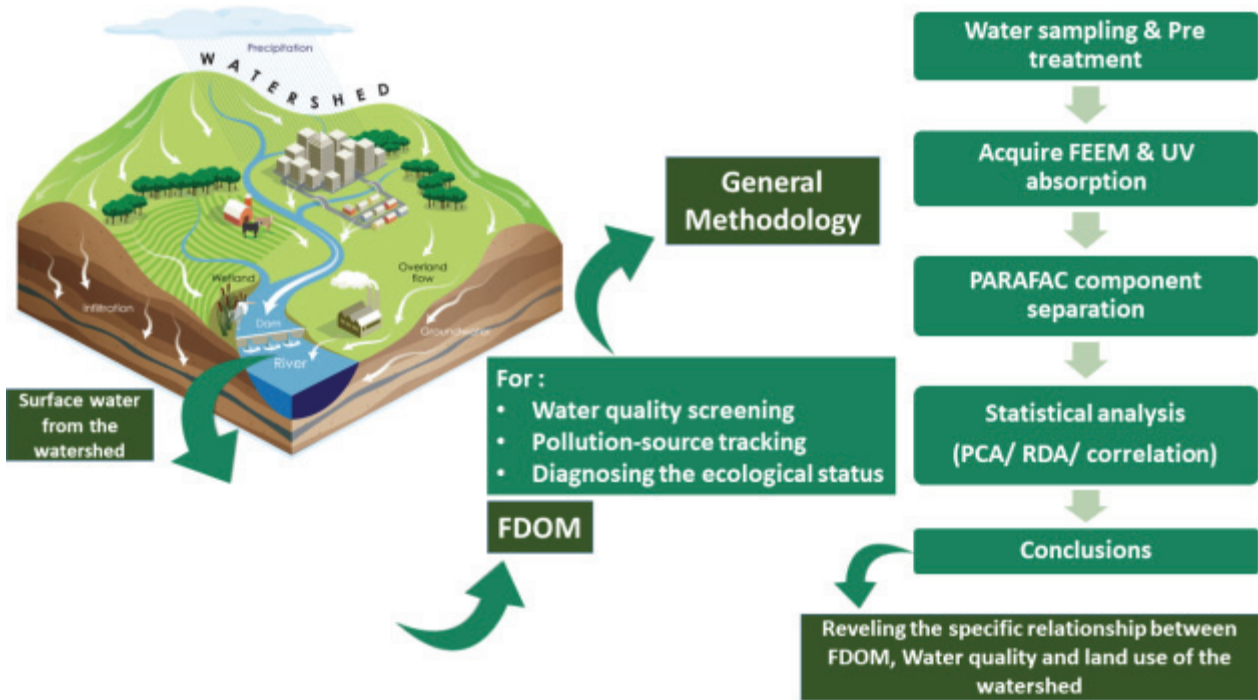 Precipitation
WATERSHED
Wetland
Overland
flow
Infiltration
Dam
Groundwater
River
Surface water
from the
watershed
FDOM
For :
• Water quality screening
• Pollution-source tracking
• Diagnosing the ecological status
General
Methodology
Water sampling & Pre
treatment
Acquire FEEM & UV
absorption
PARAFAC component
separation
Statistical analysis
(PCA/ RDA/ correlation)
Conclusions
Reveling the specific relationship between
FDOM, Water quality and land use of the
watershed